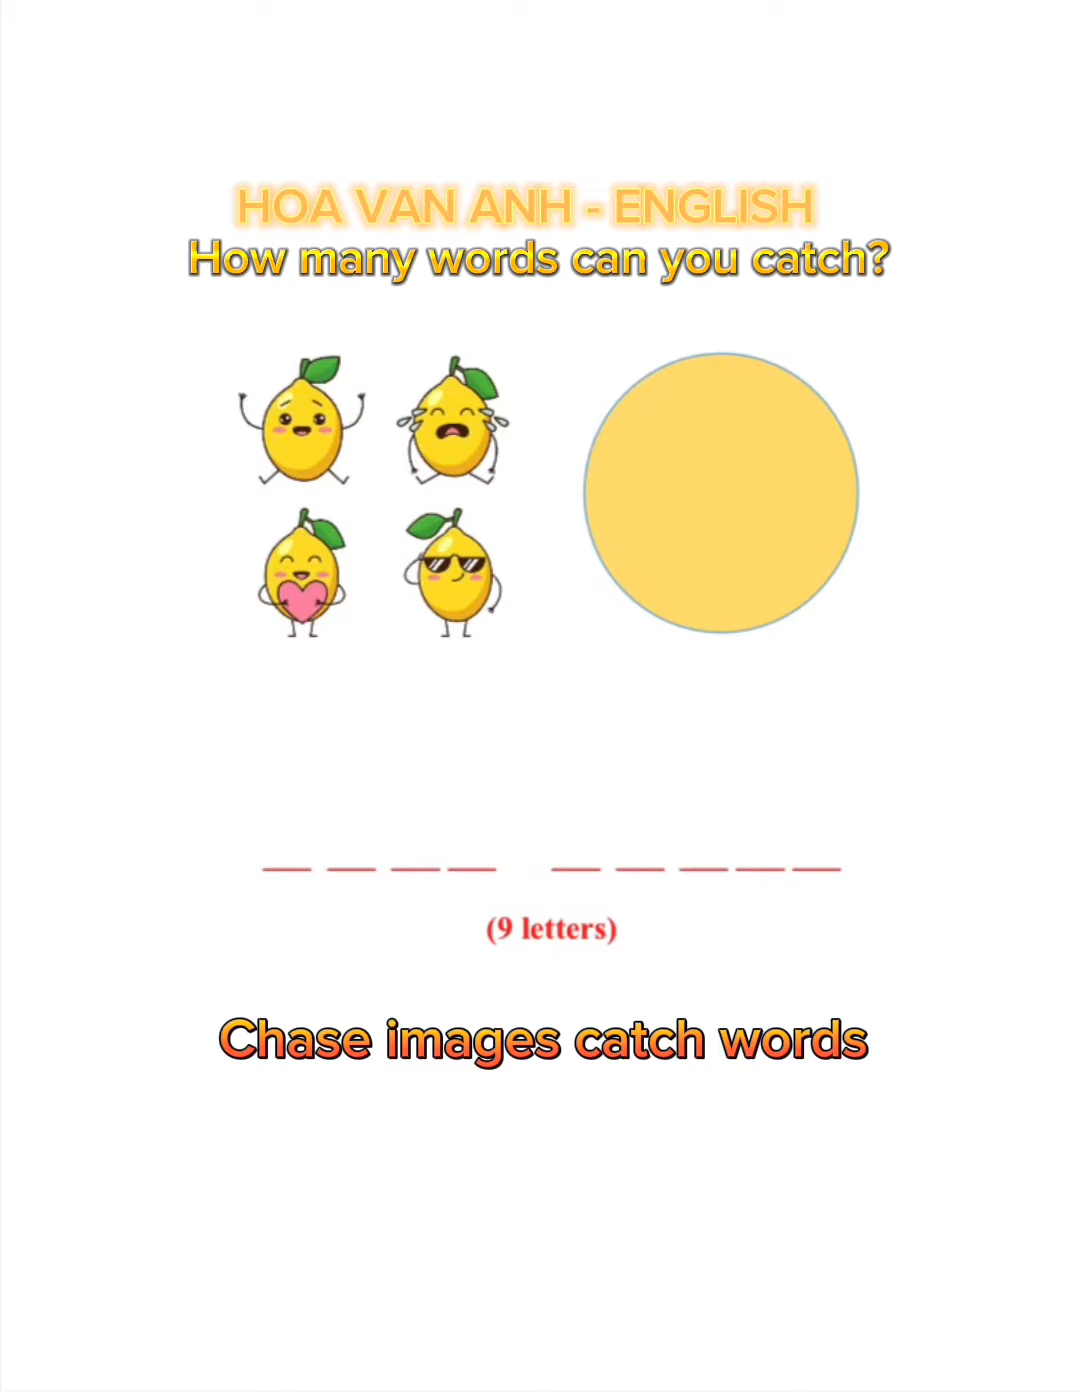 HOA VAN ANH - ENGLISH
How many words can you catch?
(9 letters)
Chase images catch words